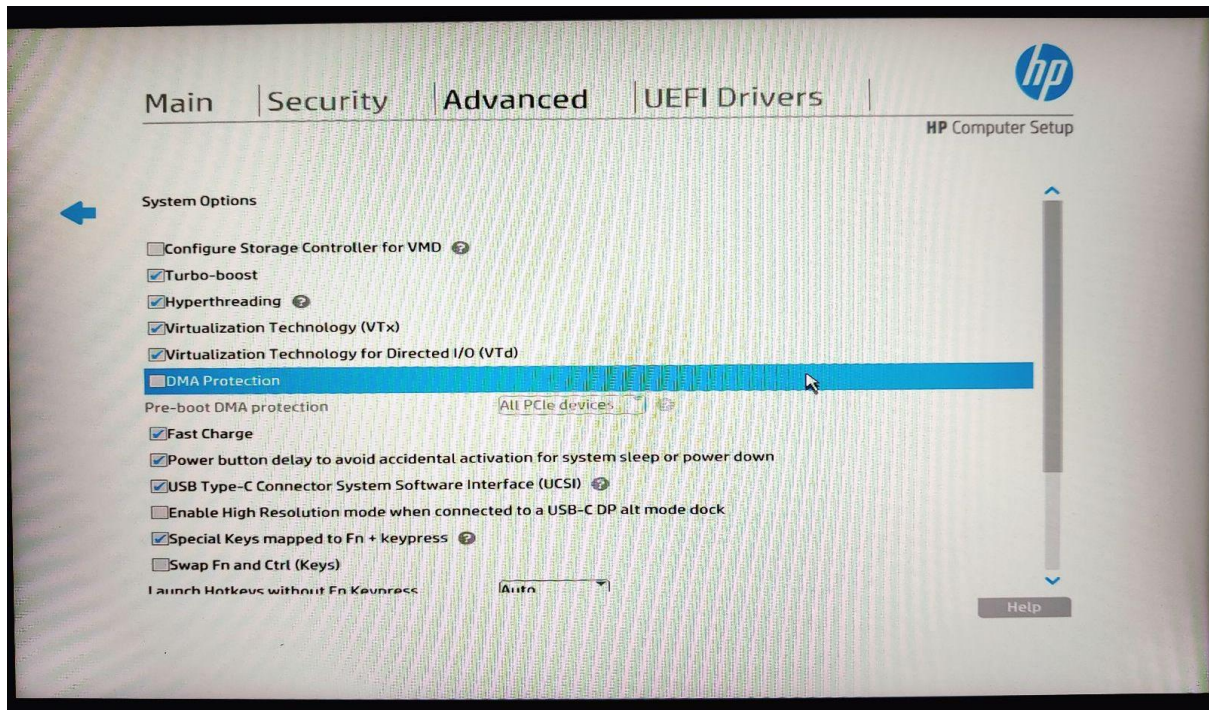 hp
Main Security Advanced UEFI Drivers
HP Computer Setup
System Options
Configure Storage Controller for VMD ?
Turbo-boost
Hyperthreading ?
Virtualization Technology (VTx)
Virtualization Technology for Directed I/O (VTd)
DMA Protection
Pre-boot DMA protection All PCIe devices
Fast Charge
Power button delay to avoid accidental activation for system sleep or power down
USB Type-C Connector System Software Interface (UCSI) ?
Enable High Resolution mode when connected to a USB-C DP alt mode dock
Special Keys mapped to Fn + keypress ?
Swap Fn and Ctrl (Keys)
Launch Hotkeys without Fn Keypress Auto
Help